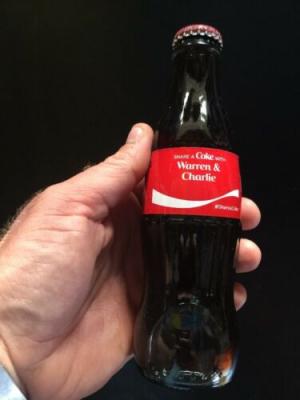 SHARE A Coke WITH
Warren &
Charlie
#ShareaCoke